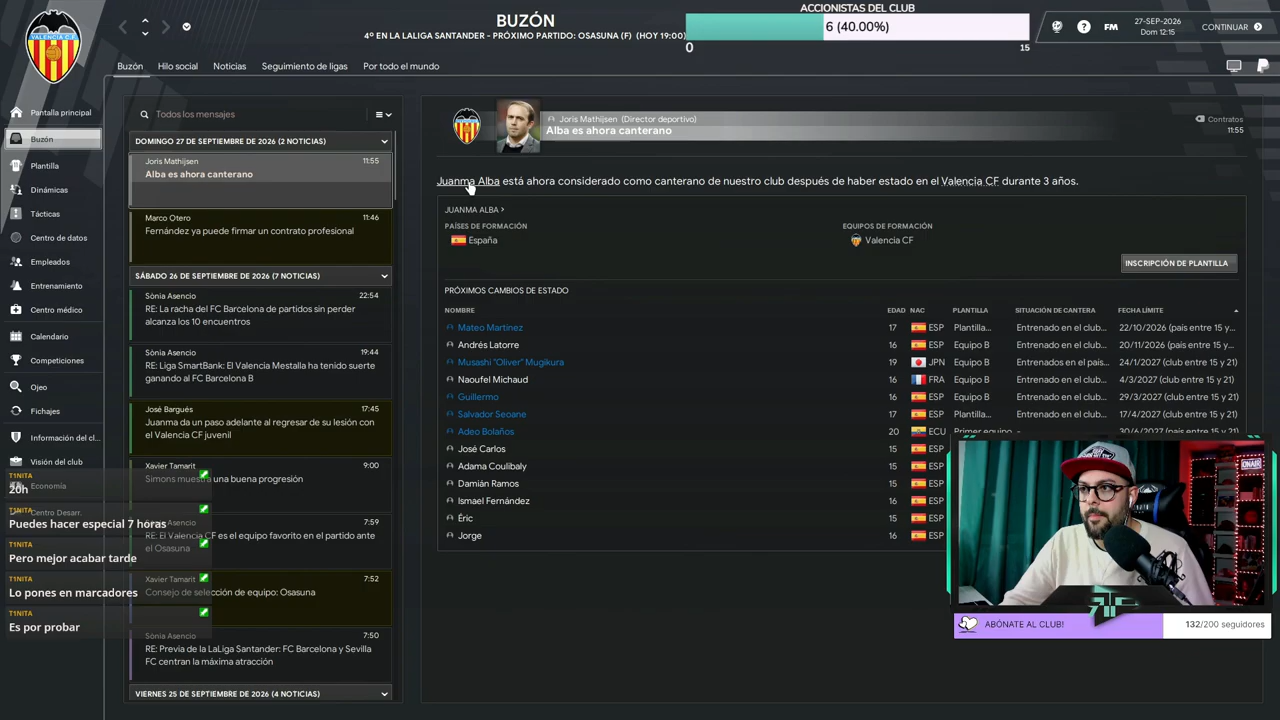 BUZÓN
4º EN LA LIGA SANTANDER - PRÓXIMO PARTIDO: OSASUNA (F) (HOY 19:00)
ACCIONISTAS DEL CLUB
6 (40.00%)
0
15
FM
27-SEP-2026
Dom 12:15
CONTINUAR
Buzón
Hilo social
Noticias
Seguimiento de ligas
Por todo el mundo
Pantalla principal
Buzón
Plantilla
Dinámicas
Tácticas
Centro de datos
Empleados
Entrenamiento
Centro médico
Calendario
Competiciones
Ojeo
Fichajes
Información del cl...
Visión del club
Economía
Centro Desarr.
T1NITA
20h
T1NITA
Puedes hacer especial 7 horas
T1NITA
Pero mejor acabar tarde
T1NITA
Lo pones en marcadores
T1NITA
Es por probar
Todos los mensajes
DOMINGO 27 DE SEPTIEMBRE DE 2026 (2 NOTICIAS)
Joris Mathijsen 11:55
Alba es ahora canterano
Marco Otero 11:46
Fernández ya puede firmar un contrato profesional
SÁBADO 26 DE SEPTIEMBRE DE 2026 (7 NOTICIAS)
Sònia Asencio 22:54
RE: La racha del FC Barcelona de partidos sin perder
alcanza los 10 encuentros
Sònia Asencio 19:44
RE: Liga SmartBank: El Valencia Mestalla ha tenido suerte
ganando al FC Barcelona B
José Bargués 17:45
Juanma da un paso adelante al regresar de su lesión con
el Valencia CF juvenil
Xavier Tamarit 9:00
Simons muestra una buena progresión
Sònia Asencio 7:59
RE: El Valencia CF es el equipo favorito en el partido ante
el Osasuna
Xavier Tamarit 7:52
Consejo de selección de equipo: Osasuna
Sònia Asencio 7:50
RE: Previa de la LaLiga Santander: FC Barcelona y Sevilla
FC centran la máxima atracción
VIERNES 25 DE SEPTIEMBRE DE 2026 (4 NOTICIAS)
Joris Mathijsen (Director deportivo)
Alba es ahora canterano
Contratos
11:55
Juanma Alba está ahora considerado como canterano de nuestro club después de haber estado en el Valencia CF durante 3 años.
JUANMA ALBA >
PAÍSES DE FORMACIÓN
España
EQUIPOS DE FORMACIÓN
Valencia CF
INSCRIPCIÓN DE PLANTILLA
PRÓXIMOS CAMBIOS DE ESTADO
NOMBRE EDAD NAC PLANTILLA SITUACIÓN DE CANTERA FECHA LÍMITE
Mateo Martínez 17 ESP Plantilla... Entrenado en el club... 22/10/2026 (país entre 15 y...
Andrés Latorre 16 ESP Equipo B Entrenado en el club... 20/11/2026 (país entre 15 y...
Musashi "Oliver" Mugikura 19 JPN Equipo B Entrenados en el país... 24/1/2027 (club entre 15 y 21)
Naoufel Michaud 16 FRA Equipo B Entrenado en el club... 4/3/2027 (club entre 15 y 21)
Guillermo 16 ESP Equipo B Entrenado en el club... 29/3/2027 (club entre 15 y 21)
Salvador Seoane 17 ESP Plantilla... Entrenado en el club... 17/4/2027 (club entre 15 y 21)
Adeo Bolaños 20 ECU Primer equipo - 30/6/2027 (país entre 15 y...
José Carlos 15 ESP
Adama Coulibaly 15 ESP
Damián Ramos 15 ESP
Ismael Fernández 16 ESP
Éric 15 ESP
Jorge 16 ESP
ON AIR
ABÓNATE AL CLUB!
132/200 seguidores